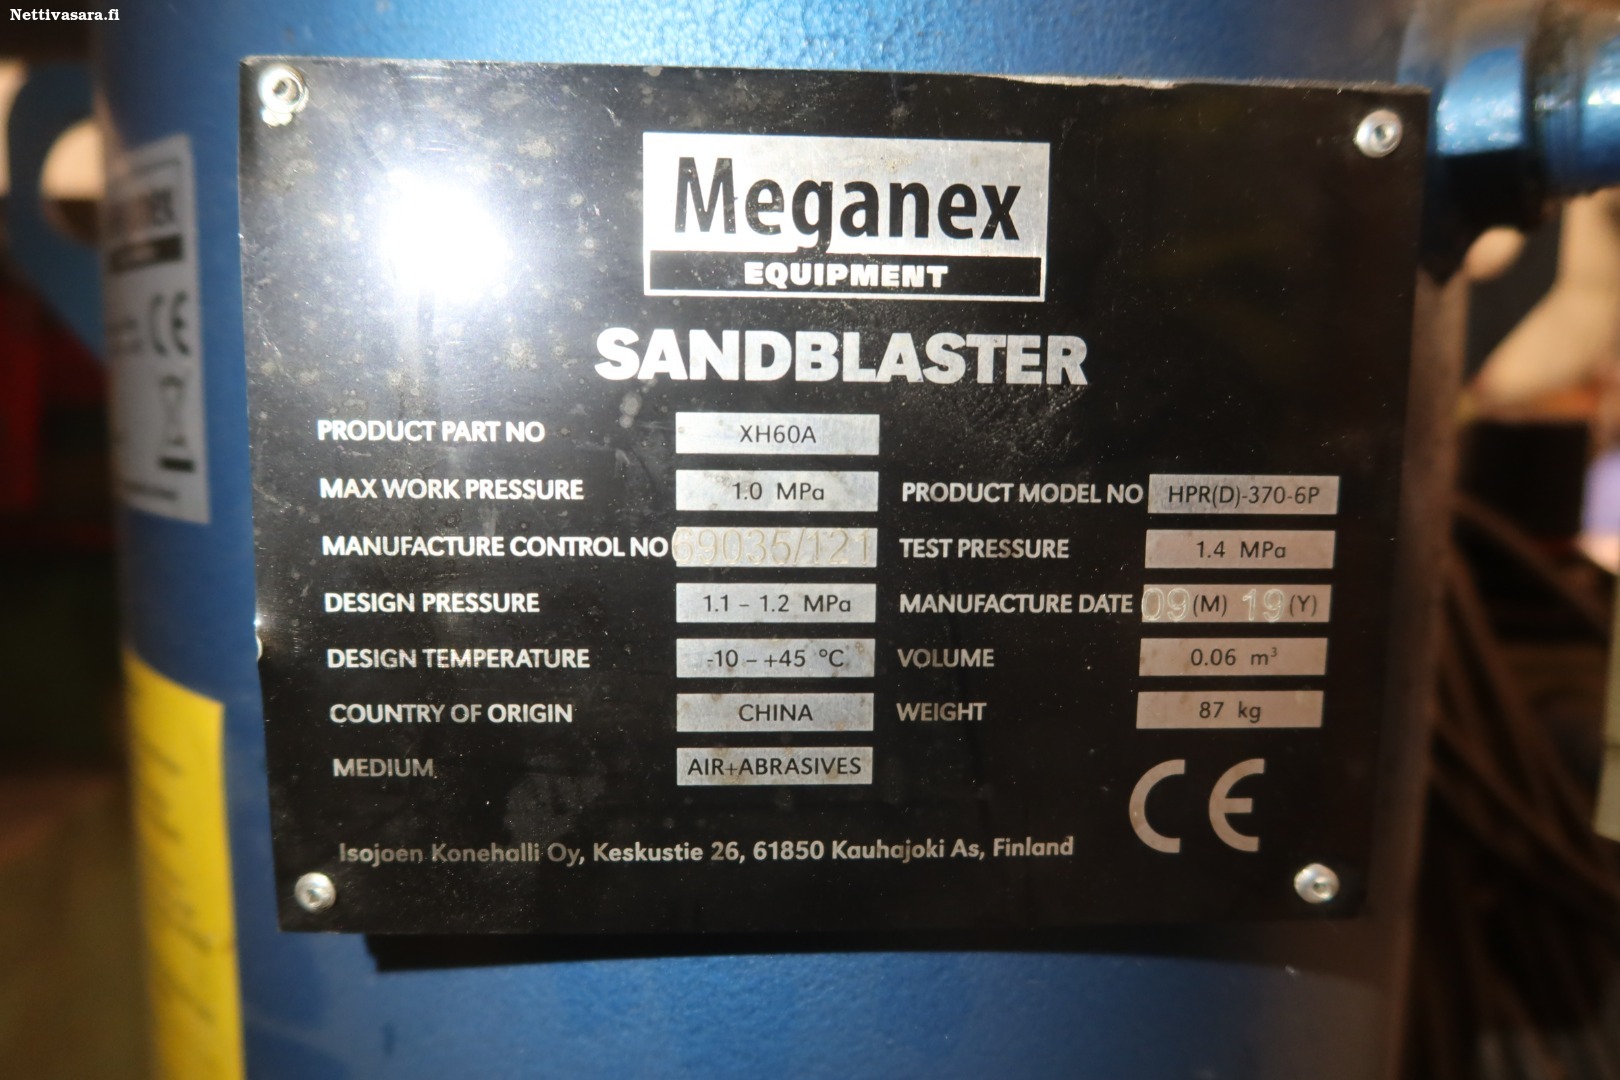 Nettivasara.fi
Meganex
EQUIPMENT
SANDBLASTER
PRODUCT PART NO XH60A
MAX WORK PRESSURE 1.0 MPa PRODUCT MODEL NO HPR(D)-370-6P
MANUFACTURE CONTROL NO 69035/121 TEST PRESSURE 1.4 MPa
DESIGN PRESSURE 1.1 – 1.2 MPa MANUFACTURE DATE 09 (M) 19 (Y)
DESIGN TEMPERATURE -10 – +45 °C VOLUME 0.06 m³
COUNTRY OF ORIGIN CHINA WEIGHT 87 kg
MEDIUM AIR+ABRASIVES
CE
Isojoen Konehalli Oy, Keskustie 26, 61850 Kauhajoki As, Finland
CE